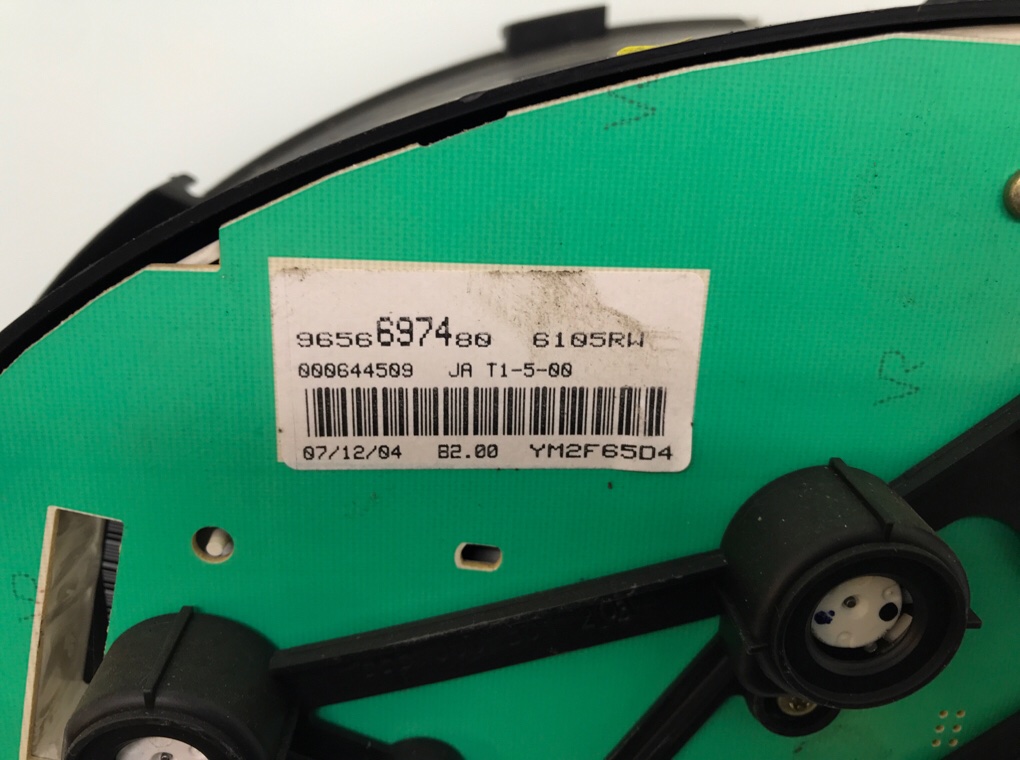 9656697480 6105RW
000644509 JA T1-5-00
07/12/04 B2.00 YM2F65D4
VR